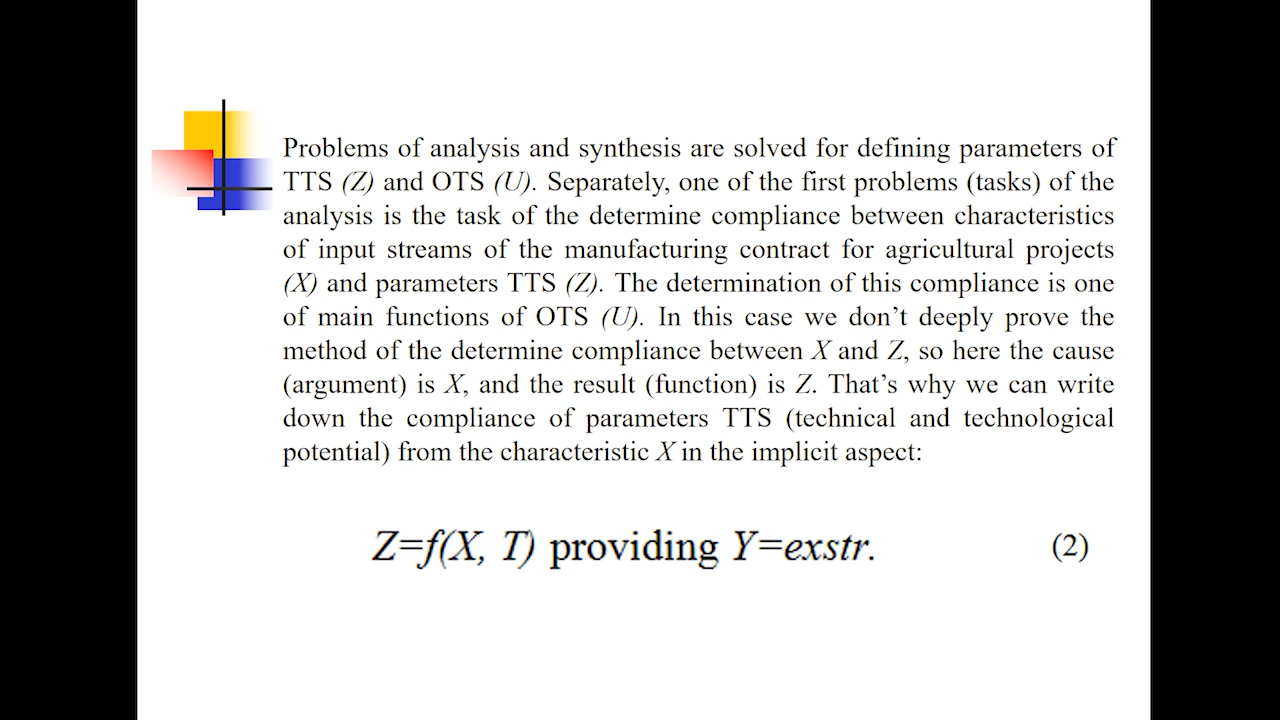 Problems of analysis and synthesis are solved for defining parameters of
TTS (Z) and OTS (U). Separately, one of the first problems (tasks) of the
analysis is the task of the determine compliance between characteristics
of input streams of the manufacturing contract for agricultural projects
(X) and parameters TTS (Z). The determination of this compliance is one
of main functions of OTS (U). In this case we don’t deeply prove the
method of the determine compliance between X and Z, so here the cause
(argument) is X, and the result (function) is Z. That’s why we can write
down the compliance of parameters TTS (technical and technological
potential) from the characteristic X in the implicit aspect:
Z=f(X, T) providing Y=exstr. (2)